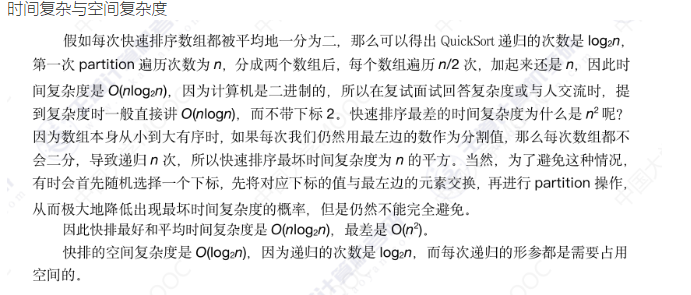 时间复杂与空间复杂度
假如每次快速排序数组都被平均地一分为二，那么可以得出 QuickSort 递归的次数是 log₂n，
第一次 partition 遍历次数为 n，分成两个数组后，每个数组遍历 n/2 次，加起来还是 n，因此时
间复杂度是 O(nlog₂n)，因为计算机是二进制的，所以在复试面试回答复杂度或与人交流时，提
到复杂度时一般直接讲 O(nlogn)，而不带下标 2。快速排序最差的时间复杂度为什么是 n² 呢？
因为数组本身从小到大有序时，如果每次我们仍然用最左边的数作为分割值，那么每次数组都不
会二分，导致递归 n 次，所以快速排序最坏时间复杂度为 n 的平方。当然，为了避免这种情况，
有时会首先随机选择一个下标，先将对应下标的值与最左边的元素交换，再进行 partition 操作，
从而极大地降低出现最坏时间复杂度的概率，但是仍然不能完全避免。
因此快排最好和平均时间复杂度是 O(nlog₂n)，最差是 O(n²)。
快排的空间复杂度是 O(log₂n)，因为递归的次数是 log₂n，而每次递归的形参都是需要占用
空间的。